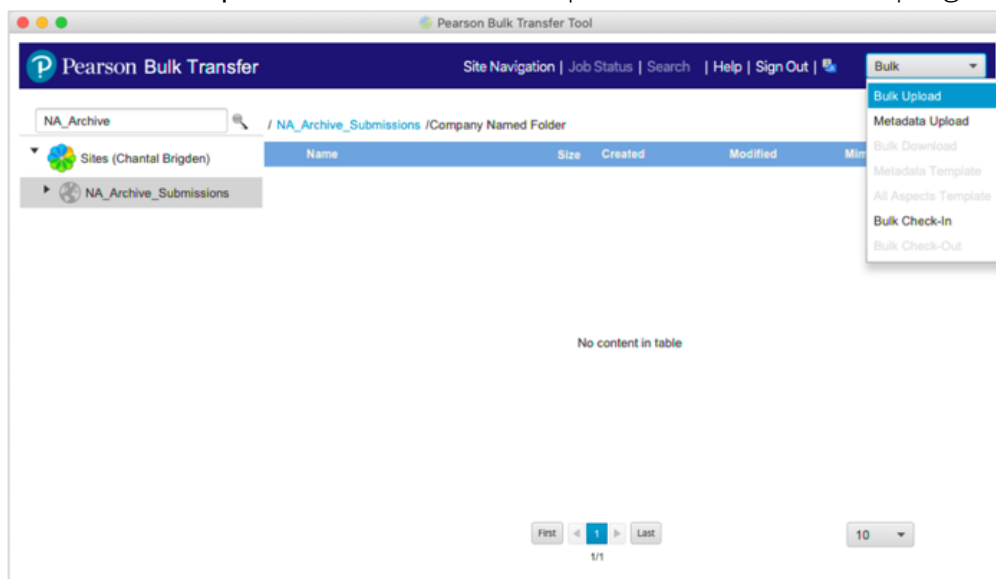 Pearson Bulk Transfer Tool
Pearson Bulk Transfer
Site Navigation | Job Status | Search | Help | Sign Out |
Bulk
Bulk Upload
Metadata Upload
Bulk Download
Metadata Template
All Aspects Template
Bulk Check-In
Bulk Check-Out
NA_Archive
/ NA_Archive_Submissions /Company Named Folder
Sites (Chantal Brigden)
NA_Archive_Submissions
Name Size Created Modified
No content in table
First 1 Last
1/1
10